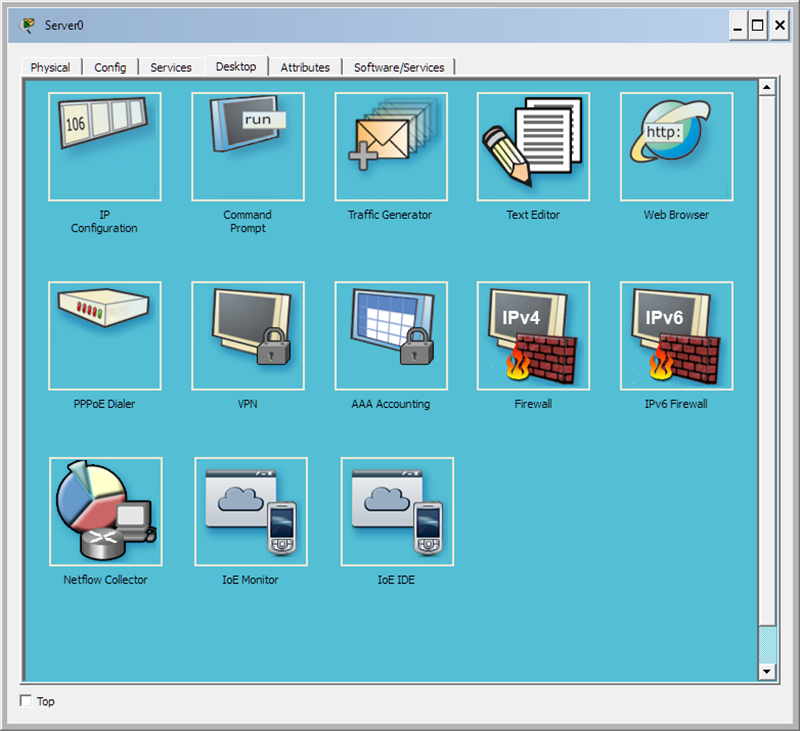 Server0
Physical Config Services Desktop Attributes Software/Services
106 run http:
IP Configuration
Command Prompt
Traffic Generator
Text Editor
Web Browser
IPv4 IPv6
PPPoE Dialer
VPN
AAA Accounting
Firewall
IPv6 Firewall
Netflow Collector
IoE Monitor
IoE IDE
Top